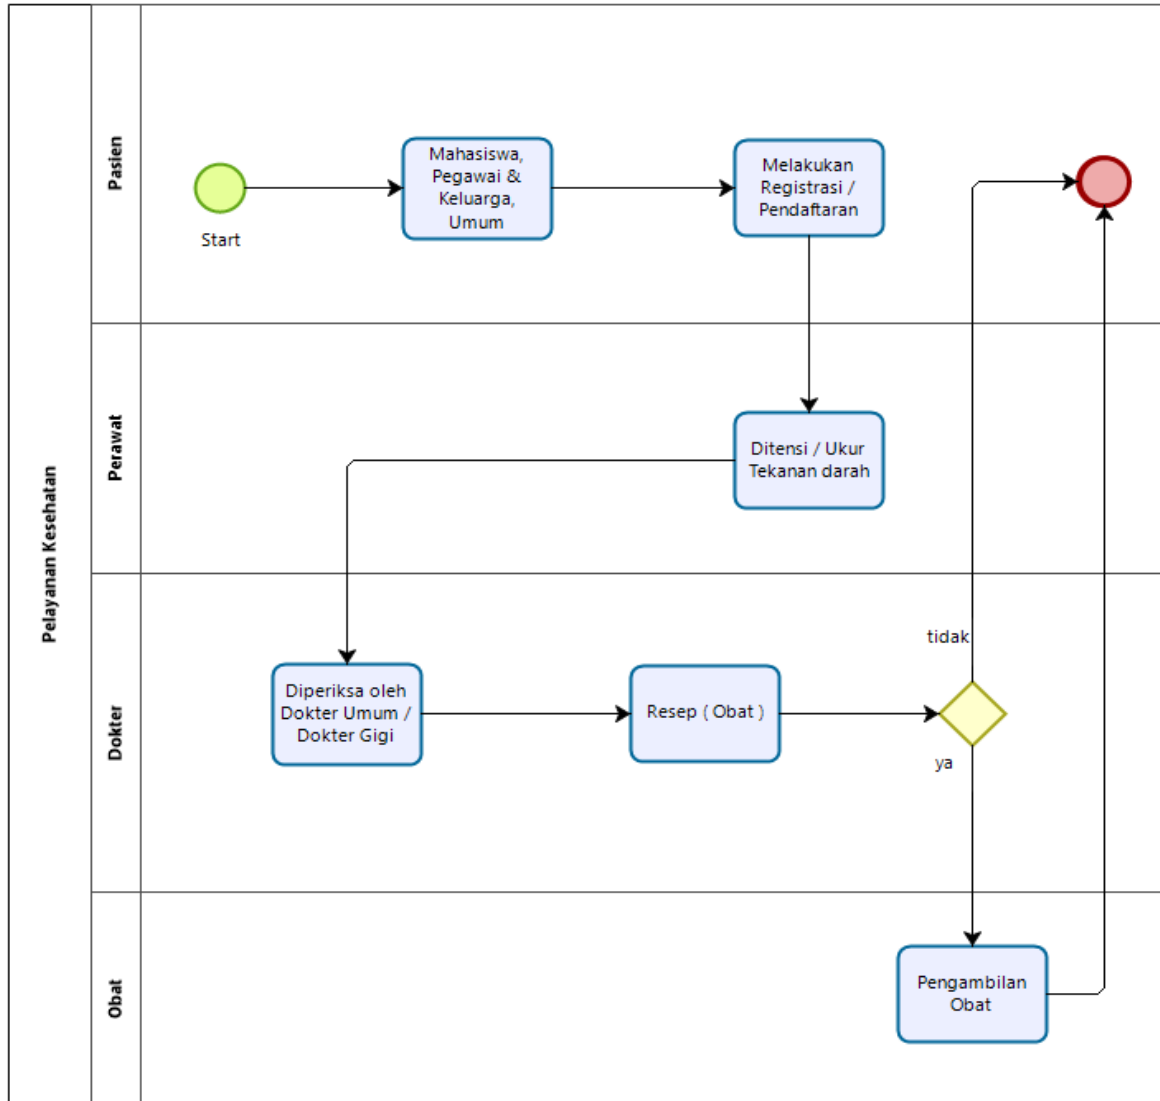 Pelayanan Kesehatan
Pasien
Start
Mahasiswa,
Pegawai &
Keluarga,
Umum
Melakukan
Registrasi /
Pendaftaran
Perawat
Ditensi / Ukur
Tekanan darah
Dokter
Diperiksa oleh
Dokter Umum /
Dokter Gigi
Resep ( Obat )
tidak
ya
Obat
Pengambilan
Obat